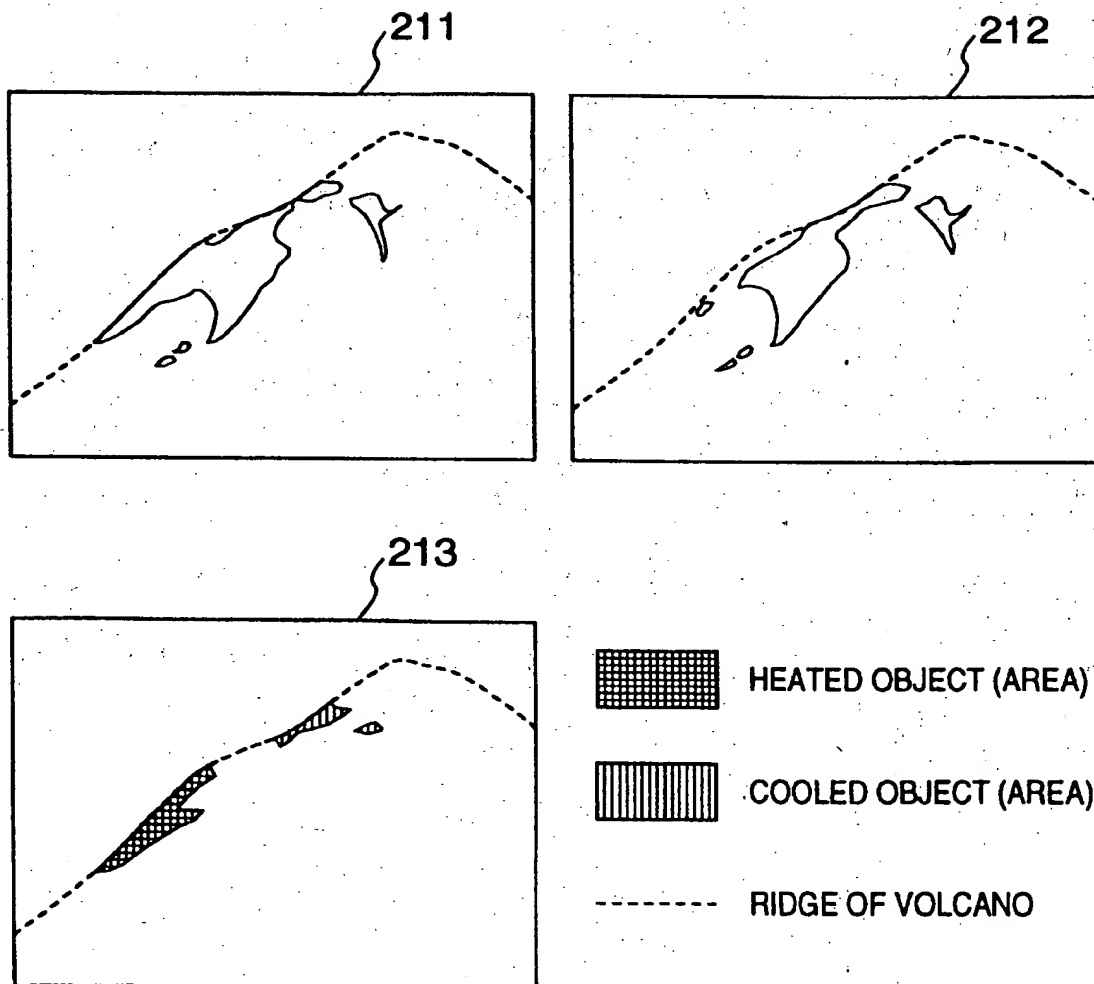 211
212
213
HEATED OBJECT (AREA)
COOLED OBJECT (AREA)
RIDGE OF VOLCANO